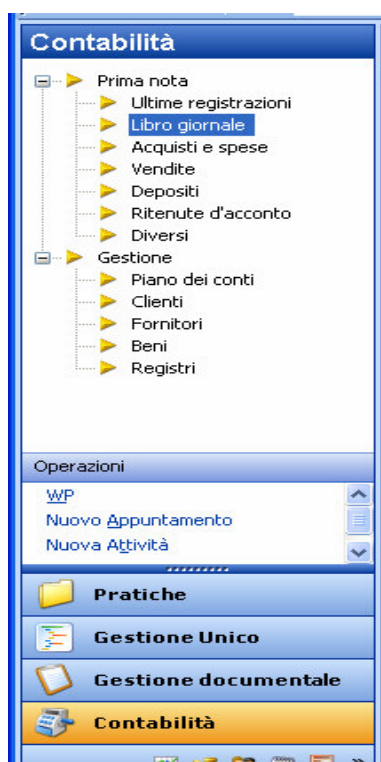 Contabilità
Prima nota
Ultime registrazioni
Libro giornale
Acquisti e spese
Vendite
Depositi
Ritenute d'acconto
Diversi
Gestione
Piano dei conti
Clienti
Fornitori
Beni
Registri
Operazioni
WP
Nuovo Appuntamento
Nuova Attività
Pratiche
Gestione Unico
Gestione documentale
Contabilità